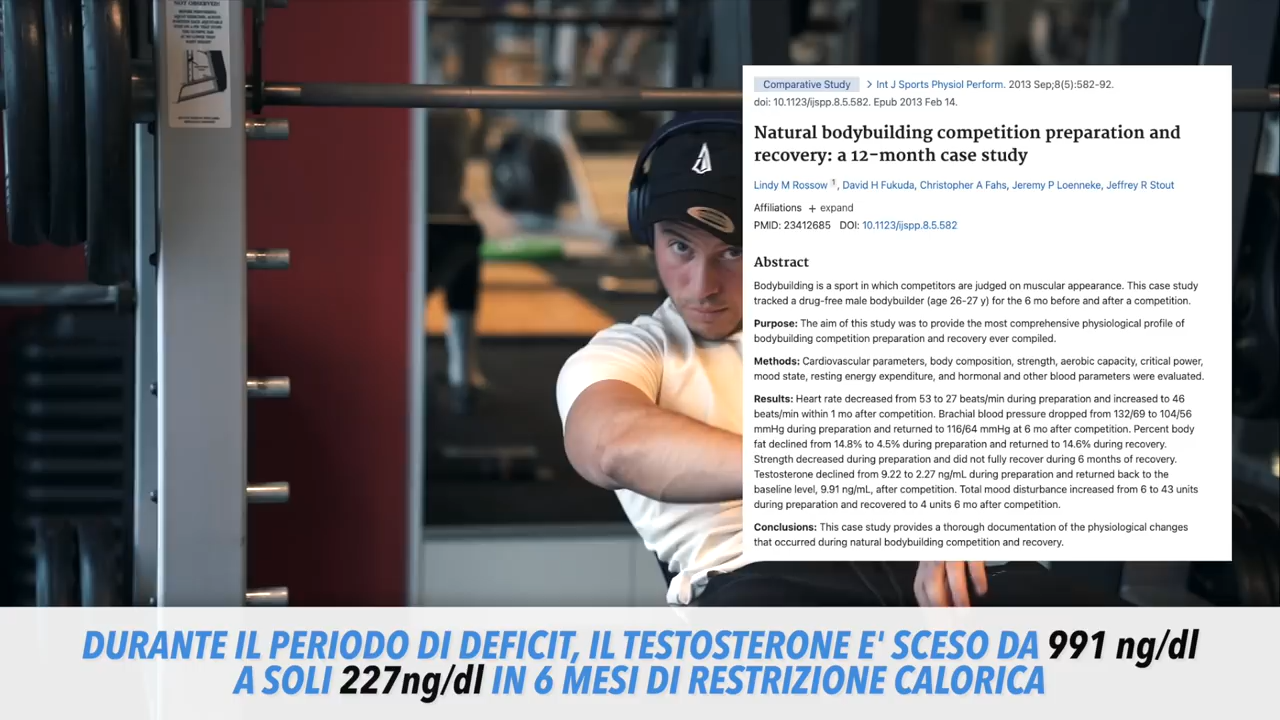 NOT OBSERVED!
Comparative Study > Int J Sports Physiol Perform. 2013 Sep;8(5):582-92.
doi: 10.1123/ijspp.8.5.582. Epub 2013 Feb 14.
Natural bodybuilding competition preparation and
recovery: a 12-month case study
Lindy M Rossow 1, David H Fukuda, Christopher A Fahs, Jeremy P Loenneke, Jeffrey R Stout
Affiliations + expand
PMID: 23412685 DOI: 10.1123/ijspp.8.5.582
Abstract
Bodybuilding is a sport in which competitors are judged on muscular appearance. This case study
tracked a drug-free male bodybuilder (age 26-27 y) for the 6 mo before and after a competition.
Purpose: The aim of this study was to provide the most comprehensive physiological profile of
bodybuilding competition preparation and recovery ever compiled.
Methods: Cardiovascular parameters, body composition, strength, aerobic capacity, critical power,
mood state, resting energy expenditure, and hormonal and other blood parameters were evaluated.
Results: Heart rate decreased from 53 to 27 beats/min during preparation and increased to 46
beats/min within 1 mo after competition. Brachial blood pressure dropped from 132/69 to 104/56
mmHg during preparation and returned to 116/64 mmHg at 6 mo after competition. Percent body
fat declined from 14.8% to 4.5% during preparation and returned to 14.6% during recovery.
Strength decreased during preparation and did not fully recover during 6 months of recovery.
Testosterone declined from 9.22 to 2.27 ng/mL during preparation and returned back to the
baseline level, 9.91 ng/mL, after competition. Total mood disturbance increased from 6 to 43 units
during preparation and recovered to 4 units 6 mo after competition.
Conclusions: This case study provides a thorough documentation of the physiological changes
that occurred during natural bodybuilding competition and recovery.
DURANTE IL PERIODO DI DEFICIT, IL TESTOSTERONE E' SCESO DA 991 ng/dl
A SOLI 227ng/dl IN 6 MESI DI RESTRIZIONE CALORICA